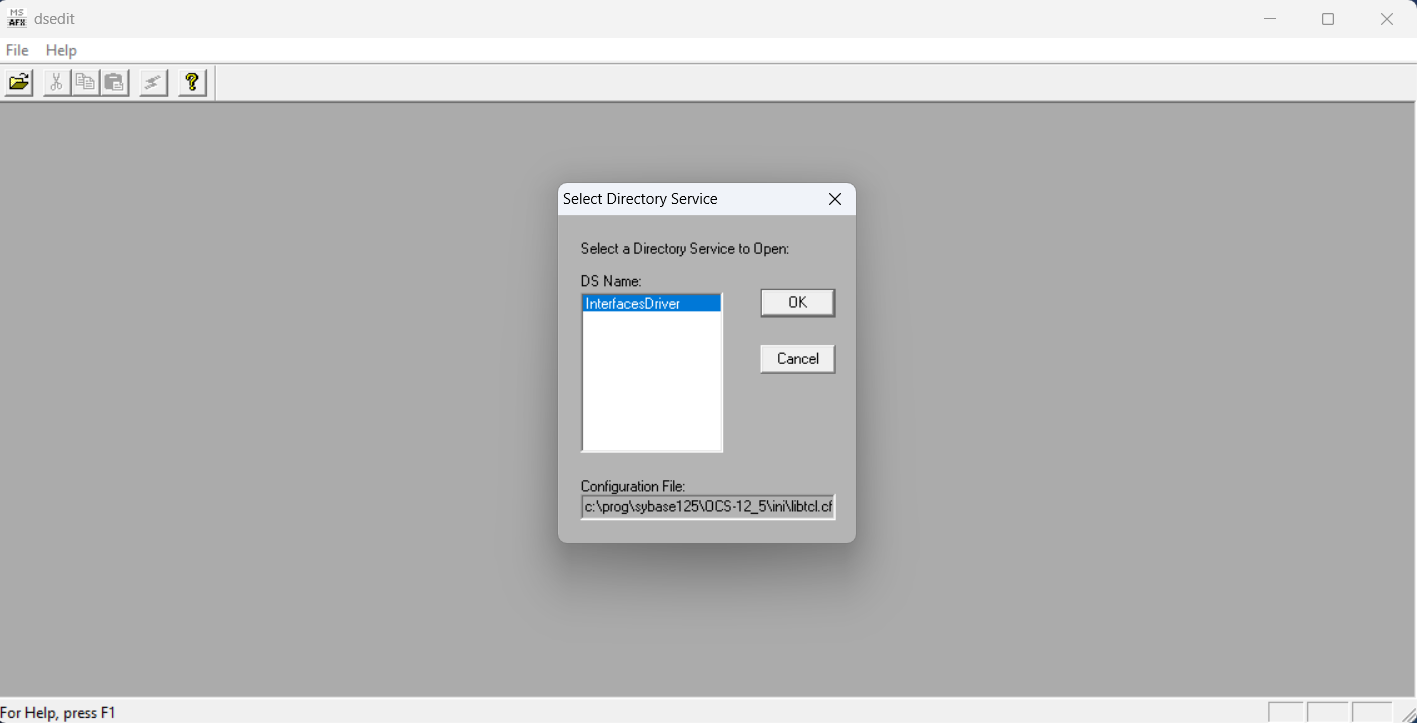 MS
AFX
dsedit
File Help
Select Directory Service
Select a Directory Service to Open:
DS Name:
InterfacesDriver
OK
Cancel
Configuration File:
c:\prog\sybase125\OCS-12_5\ini\libtcl.cf
For Help, press F1